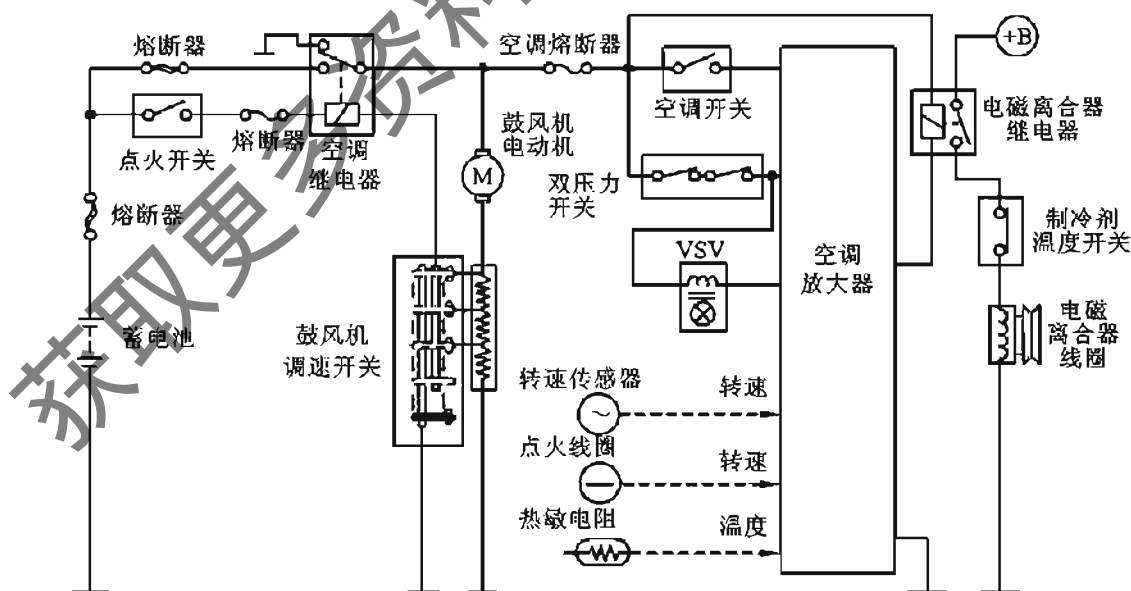 熔断器
空调熔断器
+B
空调开关
电磁离合器
继电器
点火开关
熔断器
空调
继电器
鼓风机
电动机
M
双压力
开关
熔断器
制冷剂
温度开关
VSV
空调
放大器
蓄电池
鼓风机
调速开关
电磁
离合器
线圈
转速传感器
转速
~
点火线圈
转速
热敏电阻
温度
获取更多资料